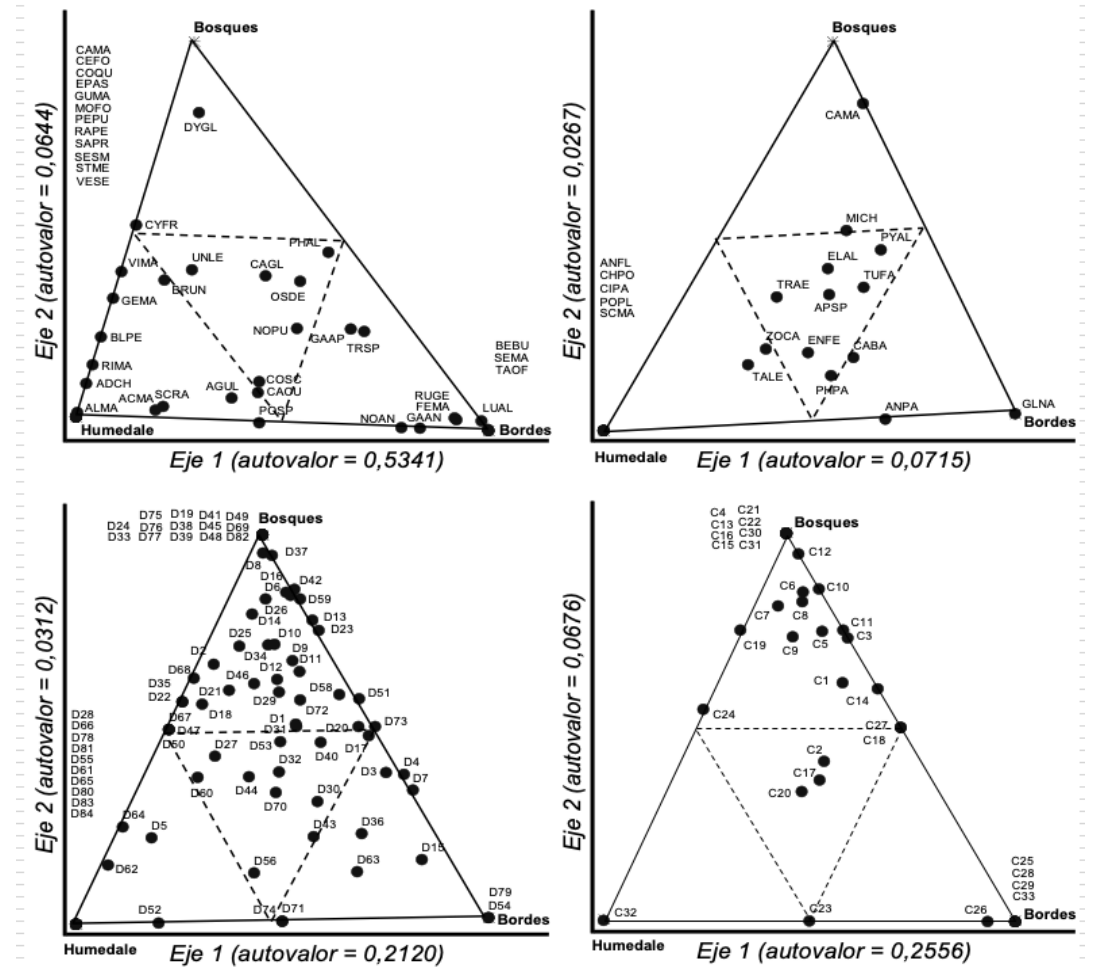 Bosques
CAMA
CEFO
COQU
EPAS
GUMA
MOFO
PEPU
RAPE
SAPR
SESM
STME
VESE
DYGL
CYFR
PHAL
VIMA
UNLE
CAGL
BRUN
OSDE
GEMA
NOPU
GAAP
BLPE
TRSP
BEBU
SEMA
TAOF
RIMA
ADCH
COSC
AGUL
CAOU
ACMA
SCRA
ALMA
POSP
NOAN
RUGE
FEMA
GAAN
LUAL
Humedale
Bordes
Eje 2 (autovalor = 0,0644)
Eje 1 (autovalor = 0,5341)
Bosques
CAMA
MICH
PYAL
ELAL
ANFL
CHPO
CIPA
POPL
SCMA
TRAE
TUFA
APSP
ZOCA
ENFE
CABA
TALE
PHPA
ANPA
GLNA
Bordes
Humedale
Eje 2 (autovalor = 0,0267)
Eje 1 (autovalor = 0,0715)
D75 D19 D41 D49
D24 D76 D38 D45 D69
D33 D77 D39 D48 D82
Bosques
D37
D8
D16
D42
D6
D59
D26
D14
D13
D23
D25
D10
D34
D9
D2
D11
D68
D12
D35
D46
D22
D21
D58
D51
D29
D18
D72
D28
D66
D78
D81
D55
D61
D65
D80
D83
D84
D67
D47
D1
D31
D20
D73
D50
D27
D53
D40
D17
D32
D3
D4
D7
D60
D44
D70
D30
D64
D5
D43
D36
D62
D56
D63
D15
D79
D54
D52
D74
D71
Bordes
Humedale
Eje 2 (autovalor = 0,0312)
Eje 1 (autovalor = 0,2120)
C4 C21
C13 C22
C16 C30
C15 C31
Bosques
C12
C6
C10
C7
C8
C11
C19
C9
C5
C3
C1
C14
C24
C27
C18
C2
C17
C20
C25
C28
C29
C33
C32
C23
C26
Bordes
Humedale
Eje 2 (autovalor = 0,0676)
Eje 1 (autovalor = 0,2556)